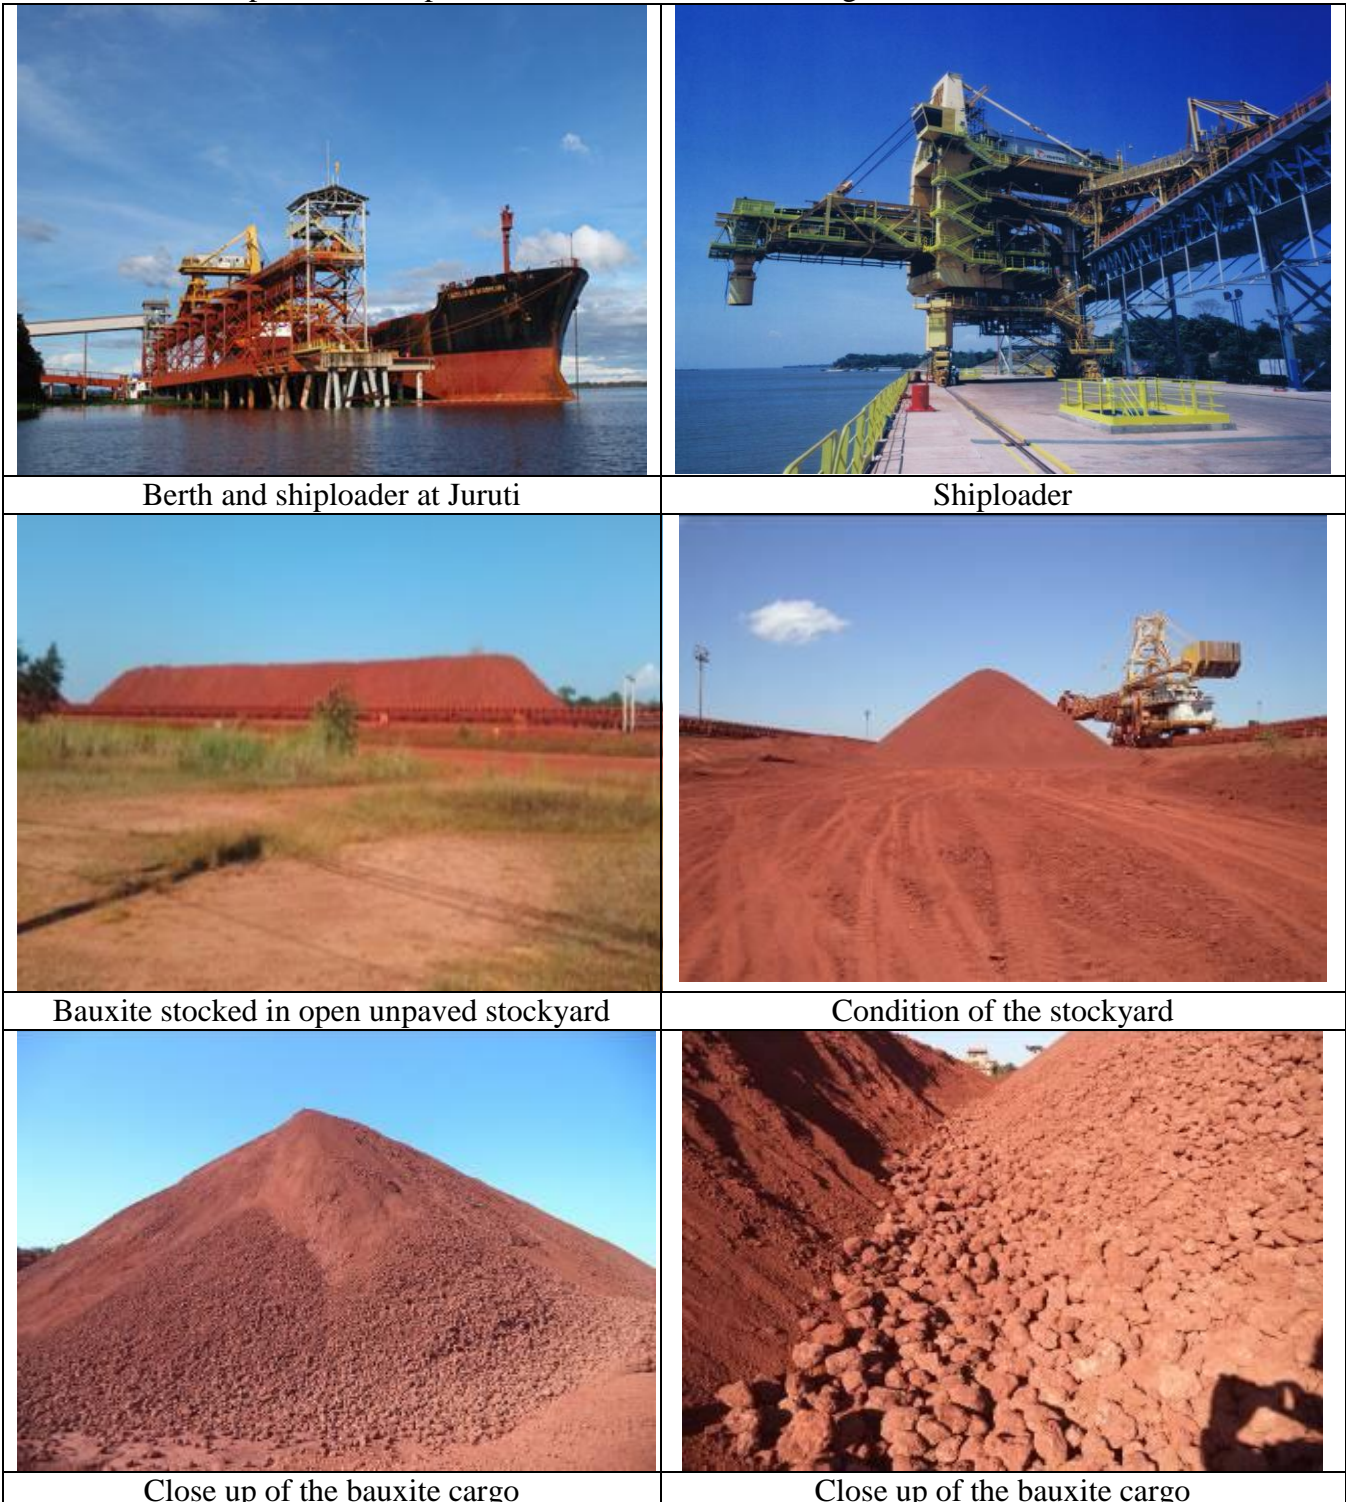 Berth and shiploader at Juruti
Shiploader
Bauxite stocked in open unpaved stockyard
Condition of the stockyard
Close up of the bauxite cargo
Close up of the bauxite cargo